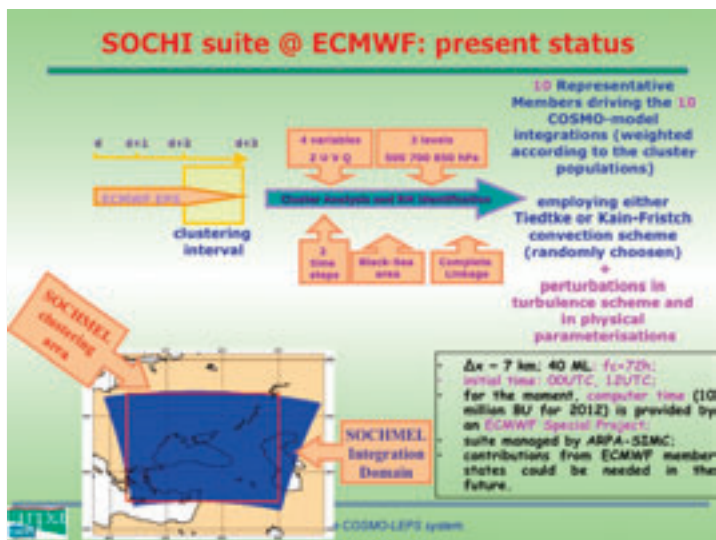 SOCHI suite @ ECMWF: present status
d d+1 d+2 d+3
ECMWF EPS
clustering
interval
4 variables
Z U V Q
3 levels
500 700 850 hPa
Cluster Analysis and RM identification
2
time
steps
Black-Sea
area
Complete
Linkage
10 Representative
Members driving the 10
COSMO-model
integrations (weighted
according to the cluster
populations)
employing either
Tiedtke or Kain-Fristch
convection scheme
(randomly choosen)
+
perturbations in
turbulence scheme and
in physical
parameterisations
SOCHMEL
clustering
area
SOCHMEL
Integration
Domain
• Δx ~ 7 km; 40 ML; fc+72h;
• initial time: 00UTC, 12UTC;
• for the moment, computer time (10
million BU for 2012) is provided by
an ECMWF Special Project;
• suite managed by ARPA-SIMC;
• contributions from ECMWF member
states could be needed in the
future.
COSMO-LEPS system